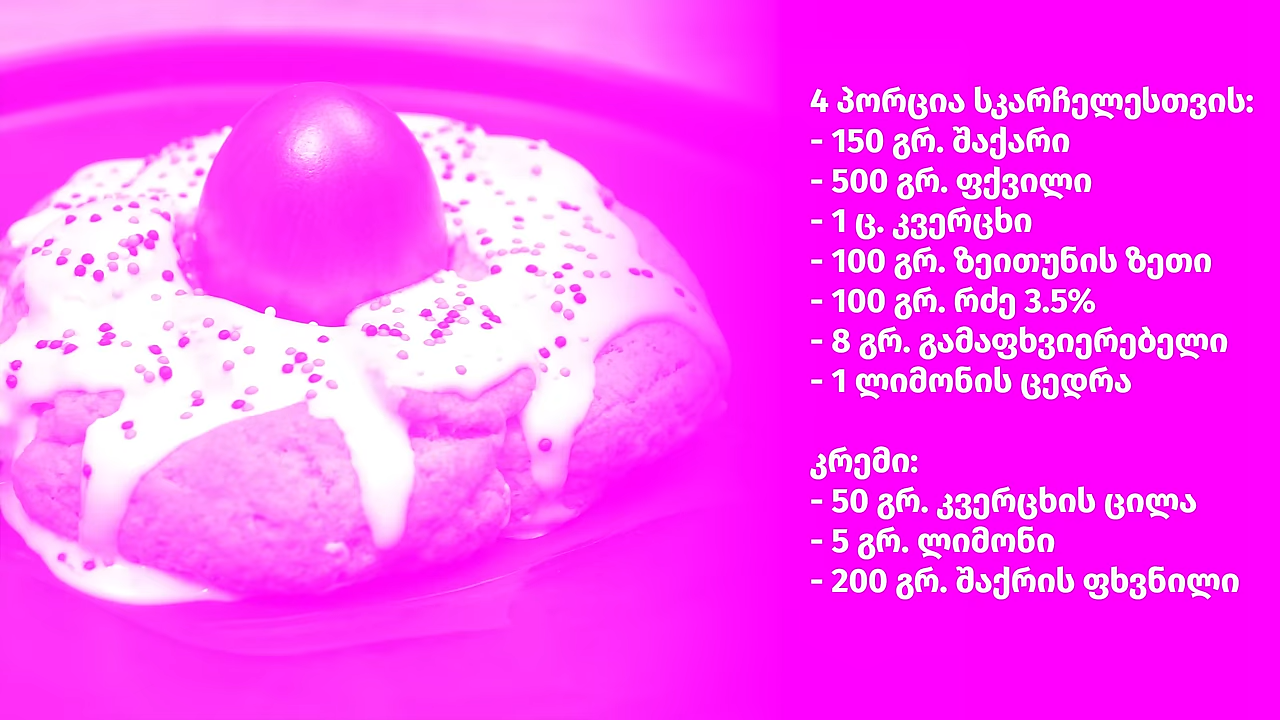 4 პორცია სკარჩელესთვის:
- 150 გრ. შაქარი
- 500 გრ. ფქვილი
- 1 ც. კვერცხი
- 100 გრ. ზეითუნის ზეთი
- 100 გრ. რძე 3.5%
- 8 გრ. გამაფხვიერებელი
- 1 ლიმონის ცედრა
კრემი:
- 50 გრ. კვერცხის ცილა
- 5 გრ. ლიმონი
- 200 გრ. შაქრის ფხვნილი